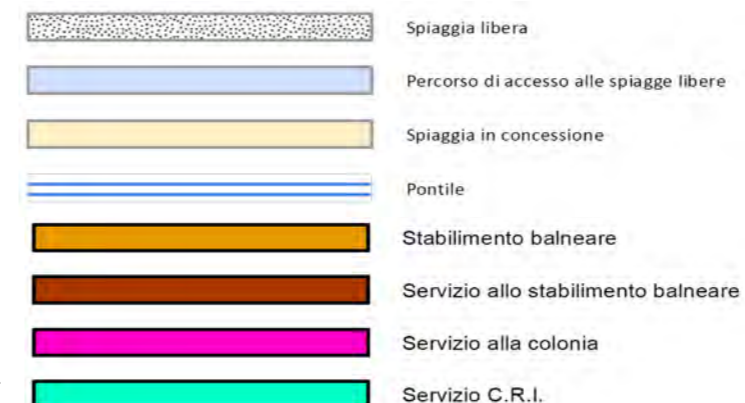 Spiaggia libera
Percorso di accesso alle spiagge libere
Spiaggia in concessione
Pontile
Stabilimento balneare
Servizio allo stabilimento balneare
Servizio alla colonia
Servizio C.R.I.